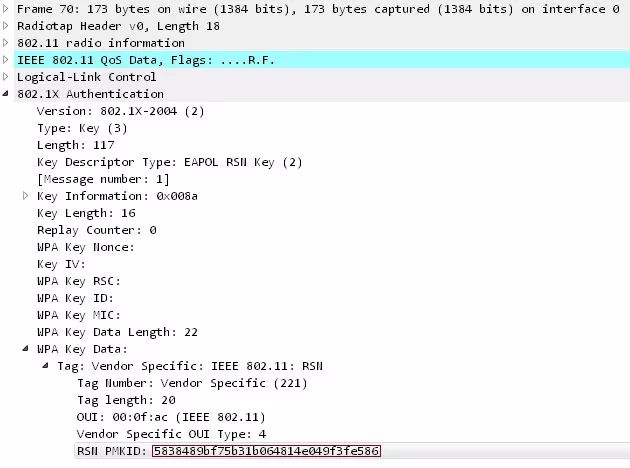 Frame 70: 173 bytes on wire (1384 bits), 173 bytes captured (1384 bits) on interface 0
Radiotap Header v0, Length 18
802.11 radio information
IEEE 802.11 QoS Data, Flags: ....R.F.
Logical-Link Control
802.1X Authentication
Version: 802.1X-2004 (2)
Type: Key (3)
Length: 117
Key Descriptor Type: EAPOL RSN Key (2)
[Message number: 1]
Key Information: 0x008a
Key Length: 16
Replay Counter: 0
WPA Key Nonce:
Key IV:
WPA Key RSC:
WPA Key ID:
WPA Key MIC:
WPA Key Data Length: 22
WPA Key Data:
Tag: Vendor Specific: IEEE 802.11: RSN
Tag Number: Vendor Specific (221)
Tag length: 20
OUI: 00:0f:ac (IEEE 802.11)
Vendor Specific OUI Type: 4
RSN PMKID: 5838489bf75b31b064814e049f3fe586